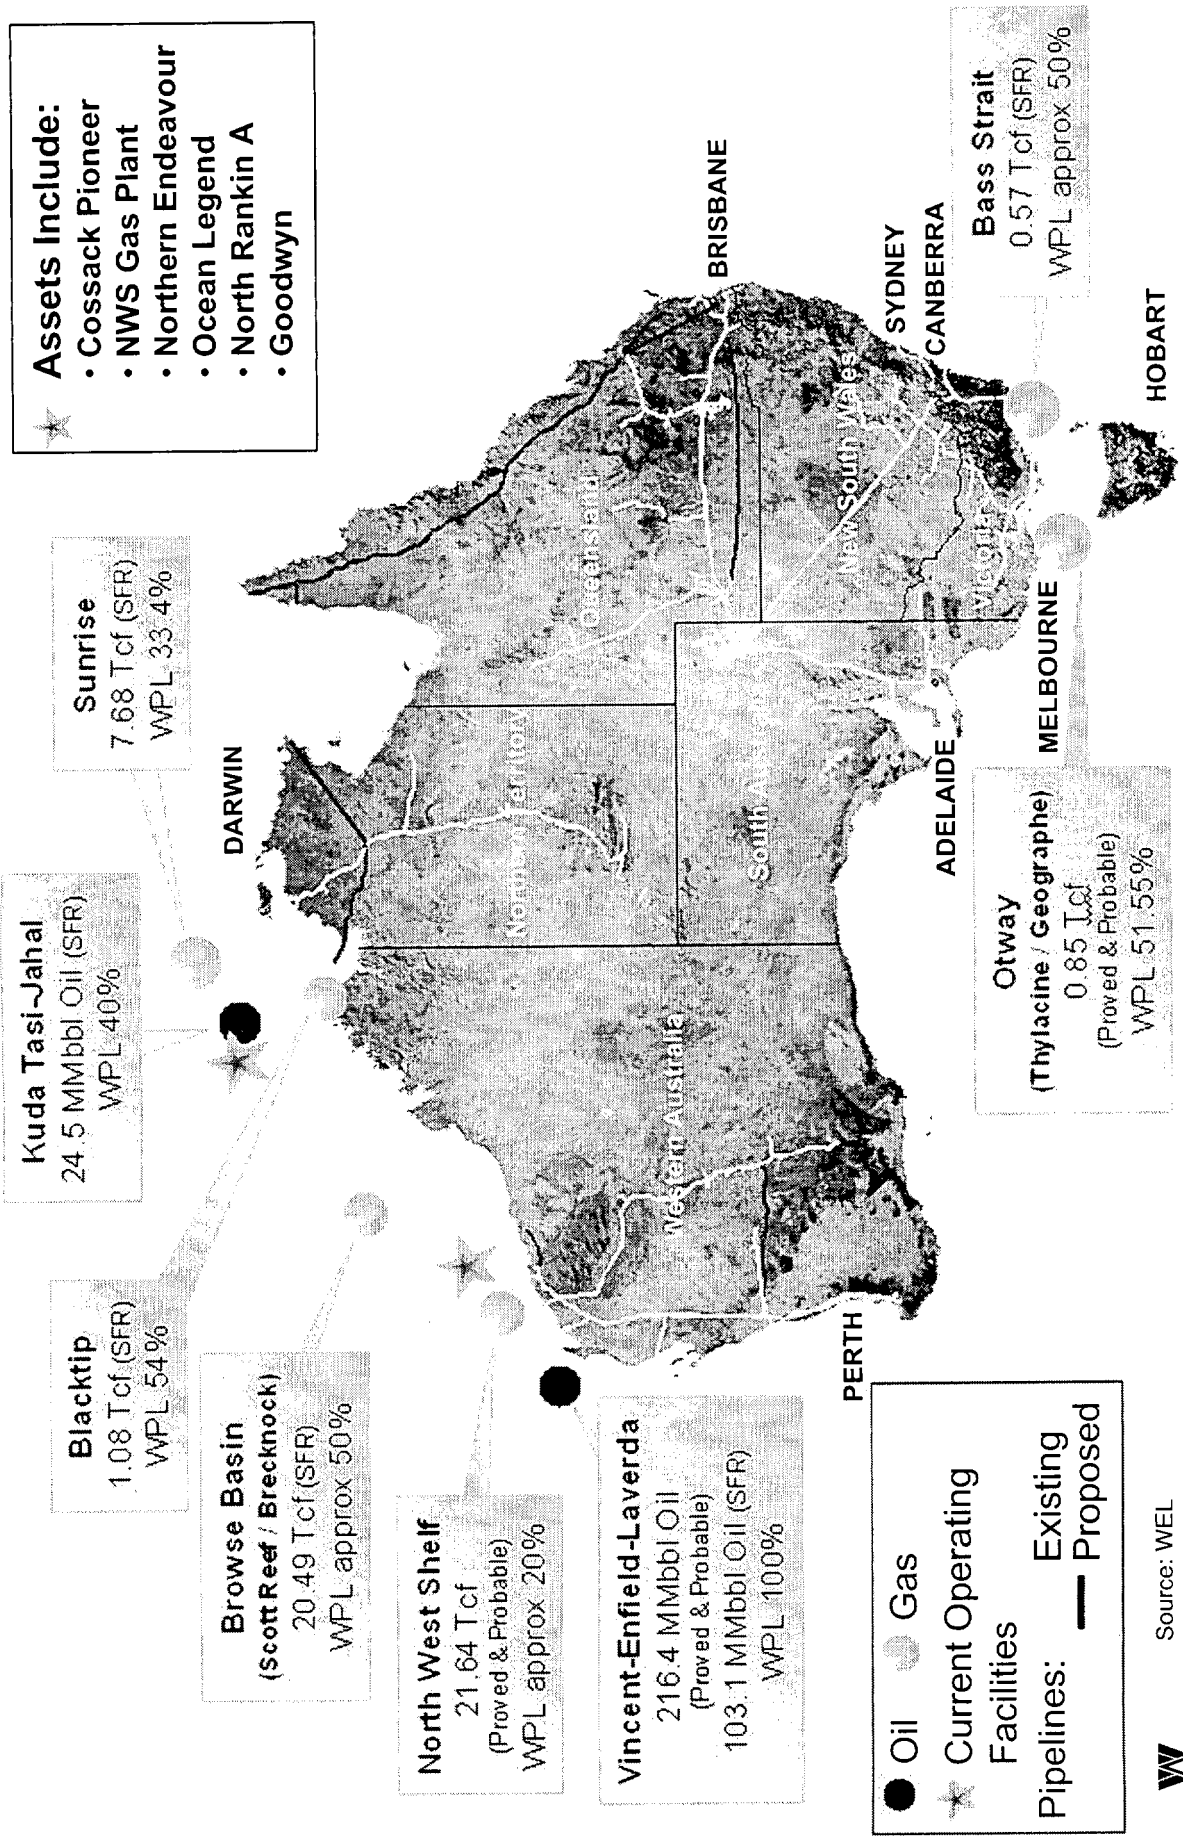 Assets Include:
• Cossack Pioneer
• NWS Gas Plant
• Northern Endeavour
• Ocean Legend
• North Rankin A
• Goodwyn
Sunrise
7.68 Tcf (SFR)
WPL 33.4%
Kuda Tasi-Jahal
24.5 MMbbl Oil (SFR)
WPL 40%
Blacktip
1.08 Tcf (SFR)
WPL 54%
Browse Basin
(Scott Reef / Brecknock)
20.49 Tcf (SFR)
WPL approx 50%
North West Shelf
21.64 Tcf
(Proved & Probable)
WPL approx 20%
Vincent-Enfield-Laverda
216.4 MMbbl Oil
(Proved & Probable)
103.1 MMbbl Oil (SFR)
WPL 100%
DARWIN
BRISBANE
SYDNEY
CANBERRA
HOBART
MELBOURNE
ADELAIDE
PERTH
Queensland
Northern Territory
New South Wales
Victoria
South Australia
Western Australia
Bass Strait
0.57 Tcf (SFR)
WPL approx 50%
Otway
(Thylacine / Geographe)
0.85 Tcf
(Proved & Probable)
WPL 51.55%
Oil
Gas
Current Operating
Facilities
Pipelines:
Existing
Proposed
W
Source: WEL